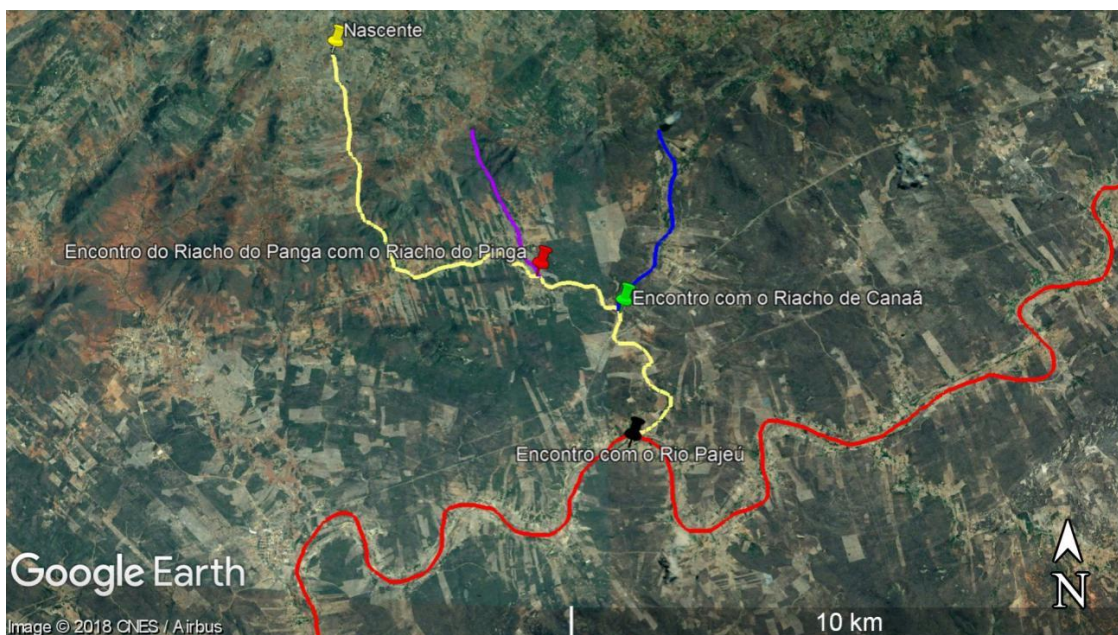 Nascente
Encontro do Riacho do Panga com o Riacho do Pinga
Encontro com o Riacho de Canaã
Encontro com o Rio Pajeú
Google Earth
N
Image © 2018 CNES / Airbus
10 km